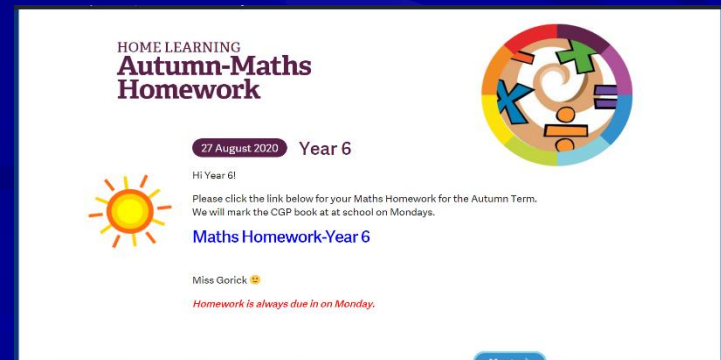 HOME LEARNING
Autumn-Maths
Homework
27 August 2020 Year 6
Hi Year 6!
Please click the link below for your Maths Homework for the Autumn Term.
We will mark the CGP book at at school on Mondays.
Maths Homework-Year 6
Miss Gorick 🙂
Homework is always due in on Monday.